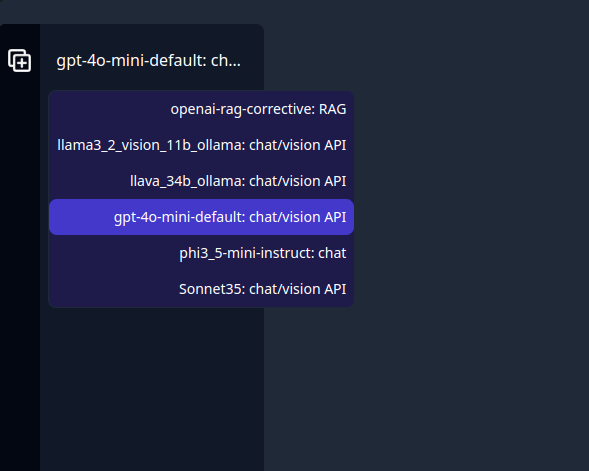 gpt-4o-mini-default: ch...
openai-rag-corrective: RAG
llama3_2_vision_11b_ollama: chat/vision API
llava_34b_ollama: chat/vision API
gpt-4o-mini-default: chat/vision API
phi3_5-mini-instruct: chat
Sonnet35: chat/vision API